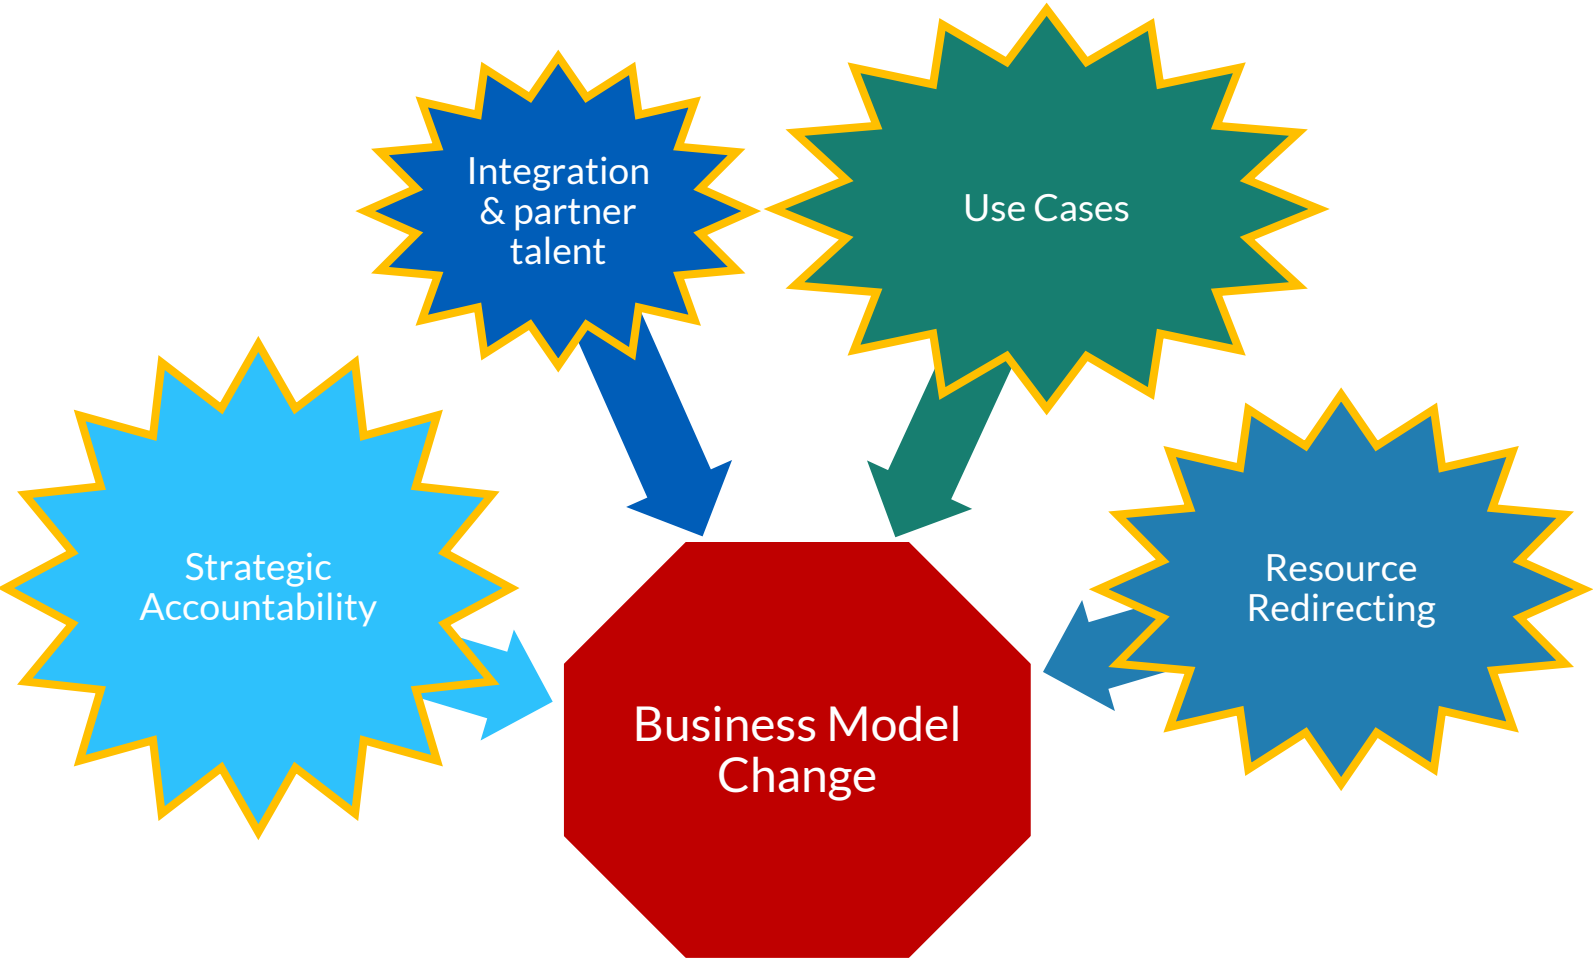 Integration
& partner
talent
Use Cases
Strategic
Accountability
Resource
Redirecting
Business Model
Change